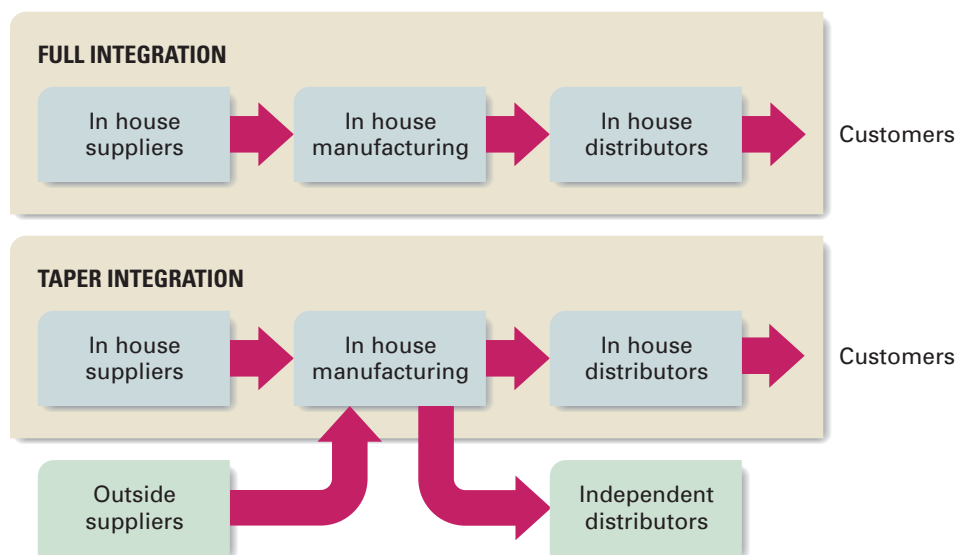 FULL INTEGRATION
In house
suppliers
In house
manufacturing
In house
distributors
Customers
TAPER INTEGRATION
In house
suppliers
In house
manufacturing
In house
distributors
Customers
Outside
suppliers
Independent
distributors